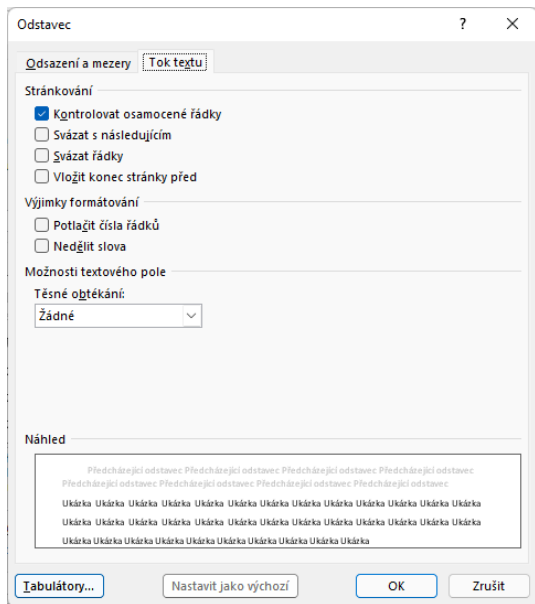 Odstavec
Odsazení a mezery
Tok textu
Stránkování
Kontrolovat osamocené řádky
Svázat s následujícím
Svázat řádky
Vložit konec stránky před
Výjimky formátování
Potlačit čísla řádků
Nedělit slova
Možnosti textového pole
Těsné obtékání:
Žádné
Náhled
Předcházející odstavec Předcházející odstavec Předcházející odstavec Předcházející odstavec
Předcházející odstavec Předcházející odstavec Předcházející odstavec Předcházející odstavec
Ukázka Ukázka Ukázka Ukázka Ukázka Ukázka Ukázka Ukázka Ukázka Ukázka Ukázka Ukázka Ukázka
Ukázka Ukázka Ukázka Ukázka Ukázka Ukázka Ukázka Ukázka Ukázka Ukázka Ukázka Ukázka Ukázka
Ukázka Ukázka Ukázka Ukázka Ukázka Ukázka Ukázka Ukázka Ukázka Ukázka
Tabulátory...
Nastavit jako výchozí
OK
Zrušit